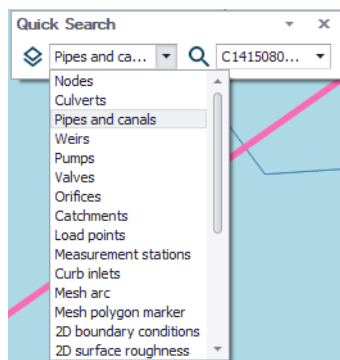 Quick Search
Pipes and ca... C1415080...
Nodes
Culverts
Pipes and canals
Weirs
Pumps
Valves
Orifices
Catchments
Load points
Measurement stations
Curb inlets
Mesh arc
Mesh polygon marker
2D boundary conditions
2D surface roughness